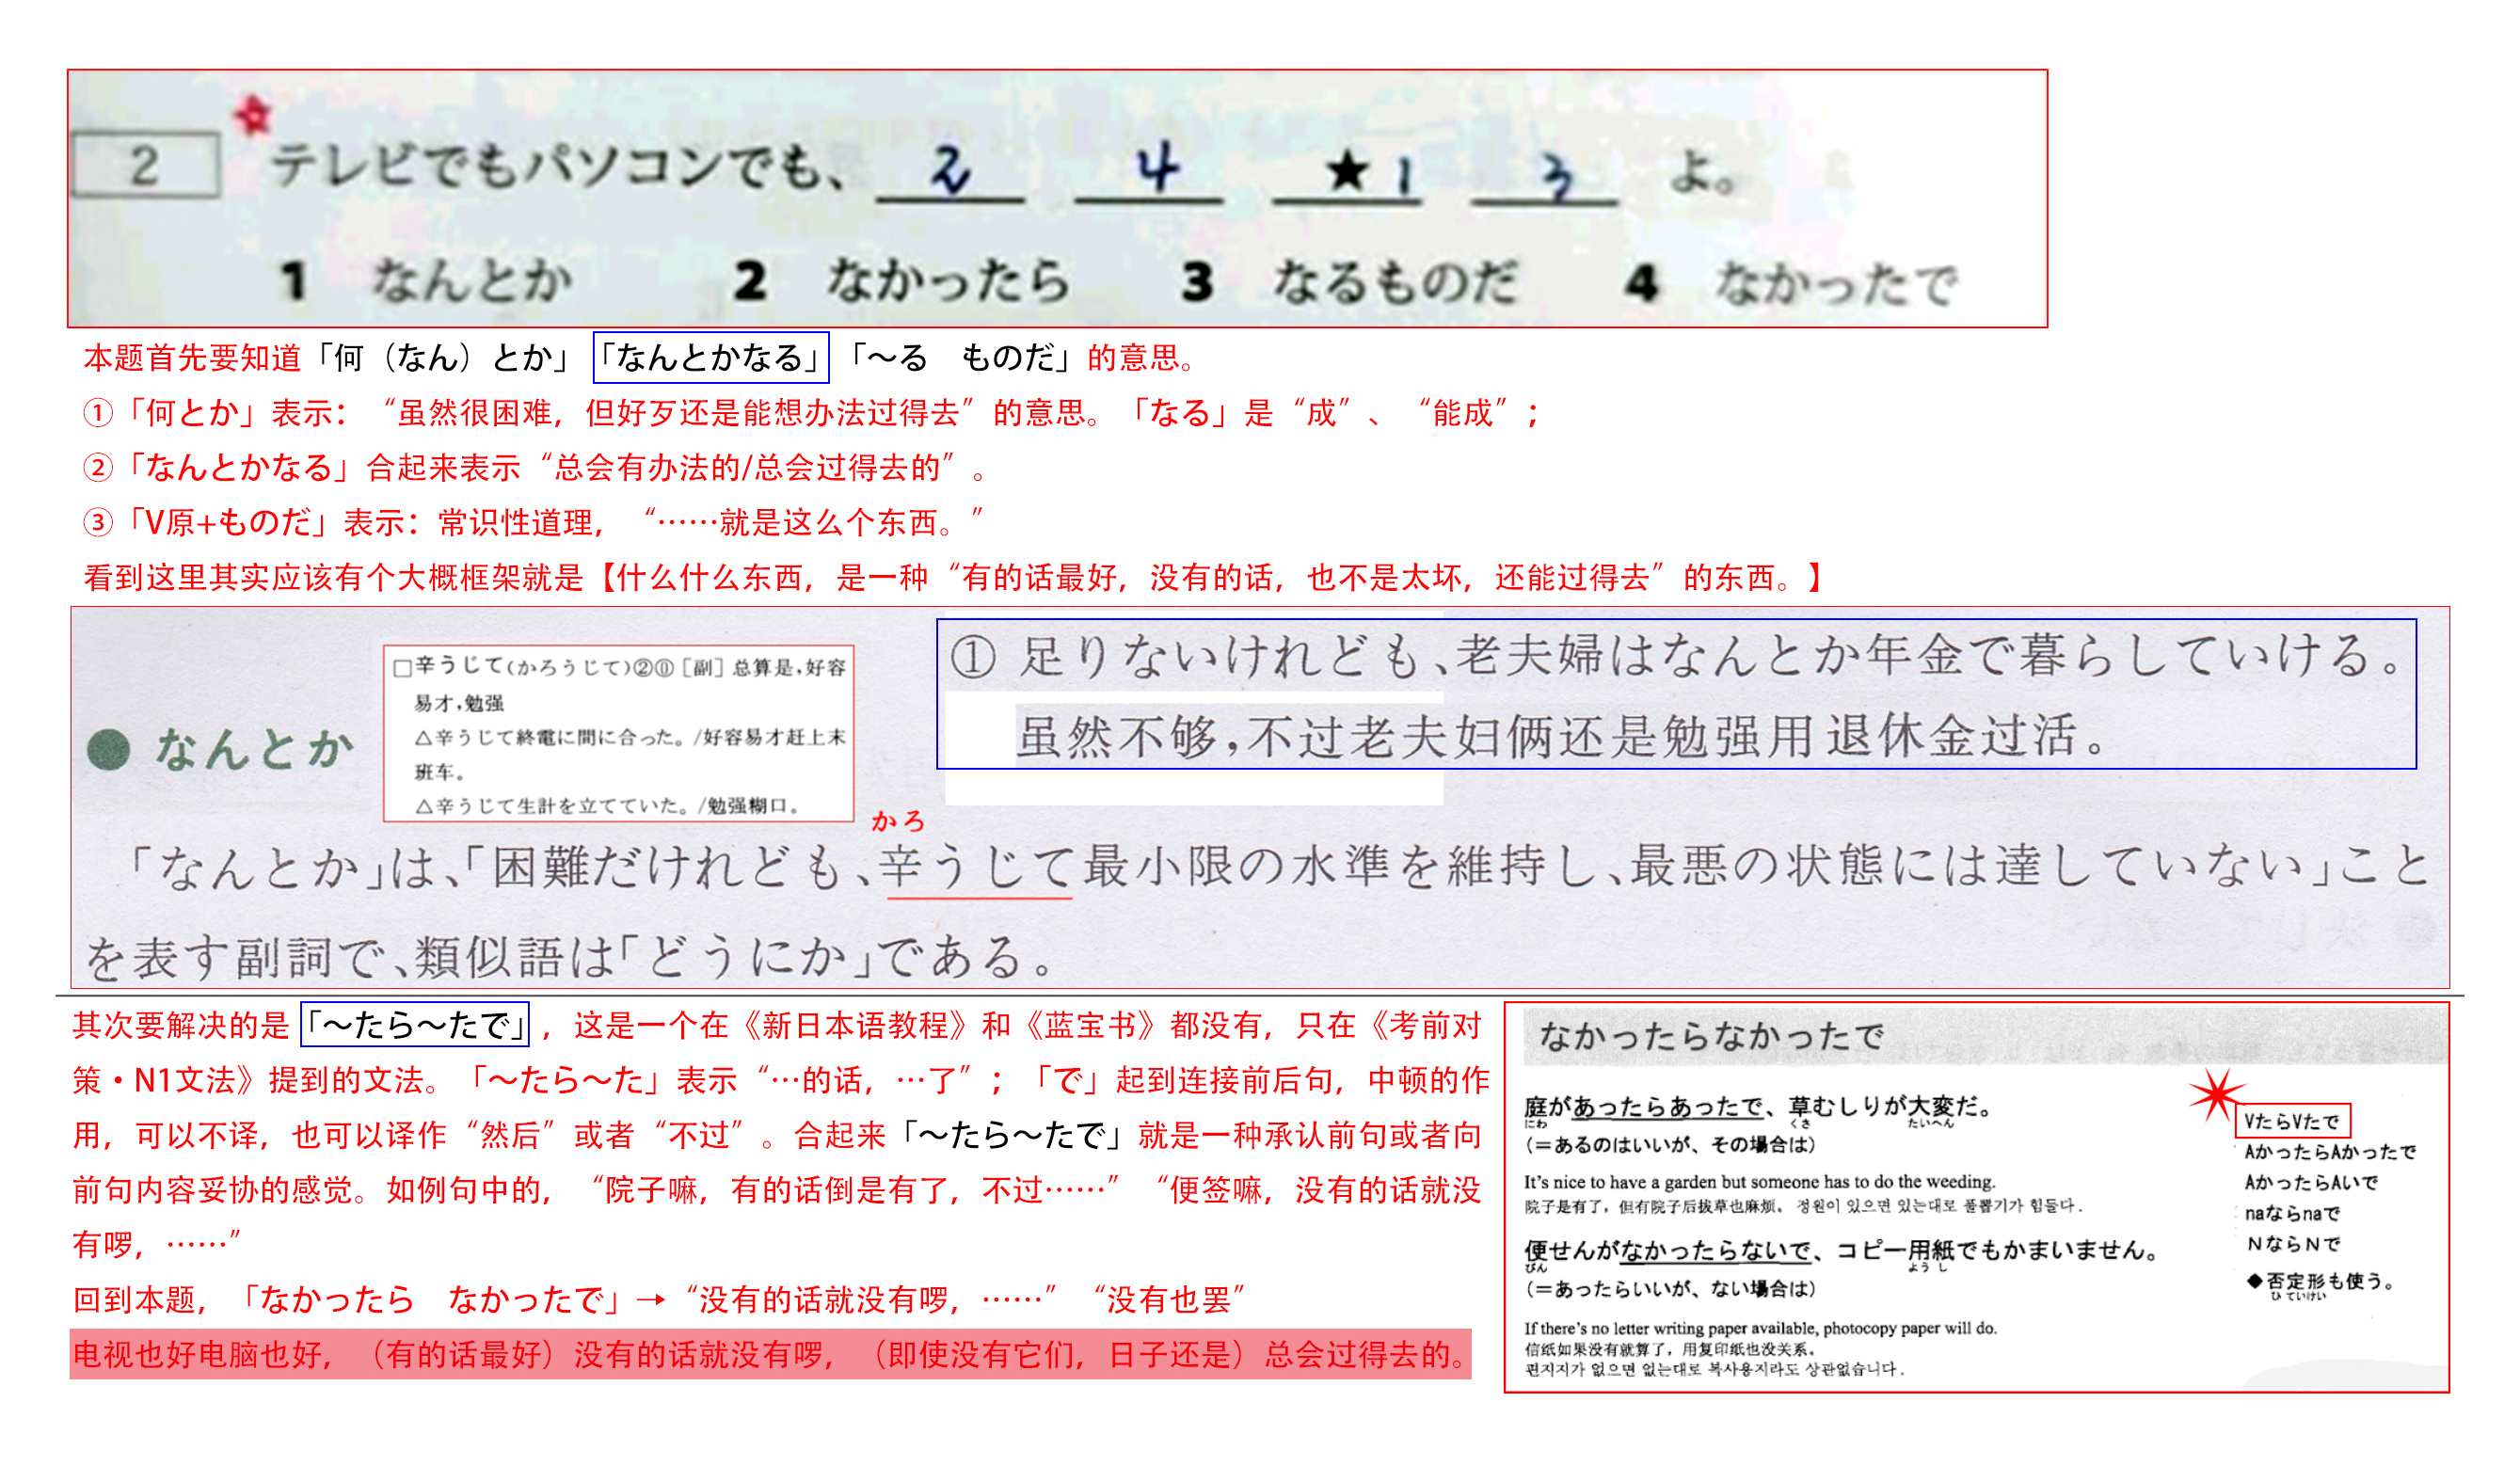 2 テレビでもパソコンでも、 2 4 ★1 3 よ。
1 なんとか 2 なかったら 3 なるものだ 4 なかったで
本题首先要知道「何（なん）とか」「なんとかなる」「～る　ものだ」的意思。
①「何とか」表示：“虽然很困难，但好歹还是能想办法过得去”的意思。「なる」是“成”、“能成”；
②「なんとかなる」合起来表示“总会有办法的/总会过得去的”。
③「V原+ものだ」表示：常识性道理，“……就是这么个东西。”
看到这里其实应该有个大概框架就是【什么什么东西，是一种“有的话最好，没有的话，也不是太坏，还能过得去”的东西。】
● なんとか
□辛うじて(かろうじて)②⓪［副］总算是,好容
易才,勉强
△辛うじて終電に間に合った。/好容易才赶上末
班车。
△辛うじて生計を立てていた。/勉强糊口。
① 足りないけれども、老夫婦はなんとか年金で暮らしていける。
虽然不够,不过老夫妇俩还是勉强用退休金过活。
かろ
「なんとか」は、「困難だけれども、辛うじて最小限の水準を維持し、最悪の状態には達していない」こと
を表す副詞で、類似語は「どうにか」である。
其次要解决的是「～たら～たで」，这是一个在《新日本语教程》和《蓝宝书》都没有，只在《考前对
策・N1文法》提到的文法。「～たら～た」表示“…的话，…了”；「で」起到连接前后句，中顿的作
用，可以不译，也可以译作“然后”或者“不过”。合起来「～たら～たで」就是一种承认前句或者向
前句内容妥协的感觉。如例句中的，“院子嘛，有的话倒是有了，不过……”“便签嘛，没有的话就没
有啰，……”
回到本题，「なかったら　なかったで」→“没有的话就没有啰，……”“没有也罢”
电视也好电脑也好，（有的话最好）没有的话就没有啰，（即使没有它们，日子还是）总会过得去的。
なかったらなかったで
庭があったらあったで、草むしりが大変だ。
にわ くさ たいへん
（＝あるのはいいが、その場合は）
It's nice to have a garden but someone has to do the weeding.
院子是有了，但有院子后拔草也麻烦。 정원이 있으면 있는대로 풀뽑기가 힘들다.
便せんがなかったらないで、コピー用紙でもかまいません。
びん ようし
（＝あったらいいが、ない場合は）
If there's no letter writing paper available, photocopy paper will do.
信纸如果没有就算了，用复印纸也没关系。
편지지가 없으면 없는대로 복사용지라도 상관없습니다.
VたらVたで
AかったらAかったで
AかったらAいで
naならnaで
NならNで
◆否定形も使う。
ひていけい